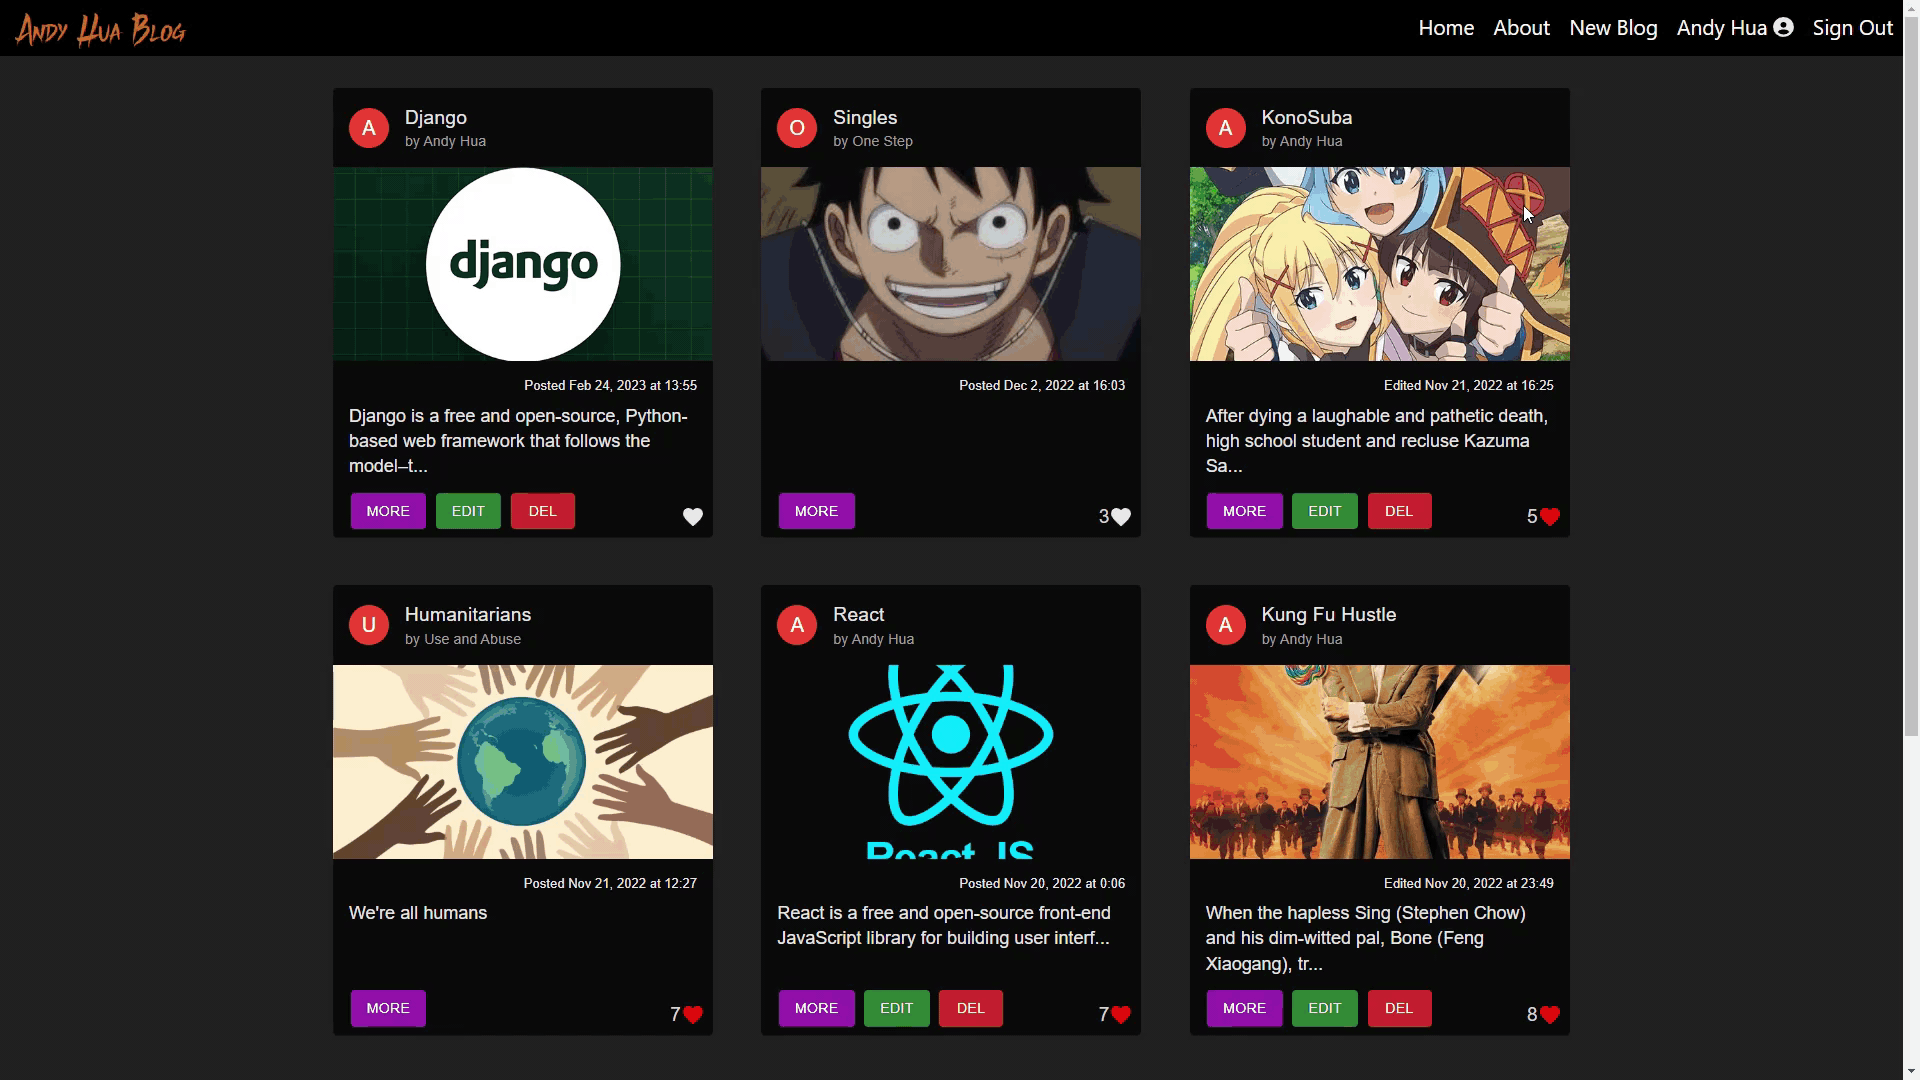 Andy Hua Blog
Home About New Blog Andy Hua Sign Out
A
Django
by Andy Hua
django
Posted Feb 24, 2023 at 13:55
Django is a free and open-source, Python-
based web framework that follows the
model–t...
MORE EDIT DEL
O
Singles
by One Step
Posted Dec 2, 2022 at 16:03
MORE
3
A
KonoSuba
by Andy Hua
Edited Nov 21, 2022 at 16:25
After dying a laughable and pathetic death,
high school student and recluse Kazuma
Sa...
MORE EDIT DEL
5
U
Humanitarians
by Use and Abuse
Posted Nov 21, 2022 at 12:27
We're all humans
MORE
7
A
React
by Andy Hua
React JS
Posted Nov 20, 2022 at 0:06
React is a free and open-source front-end
JavaScript library for building user interf...
MORE EDIT DEL
7
A
Kung Fu Hustle
by Andy Hua
Edited Nov 20, 2022 at 23:49
When the hapless Sing (Stephen Chow)
and his dim-witted pal, Bone (Feng
Xiaogang), tr...
MORE EDIT DEL
8